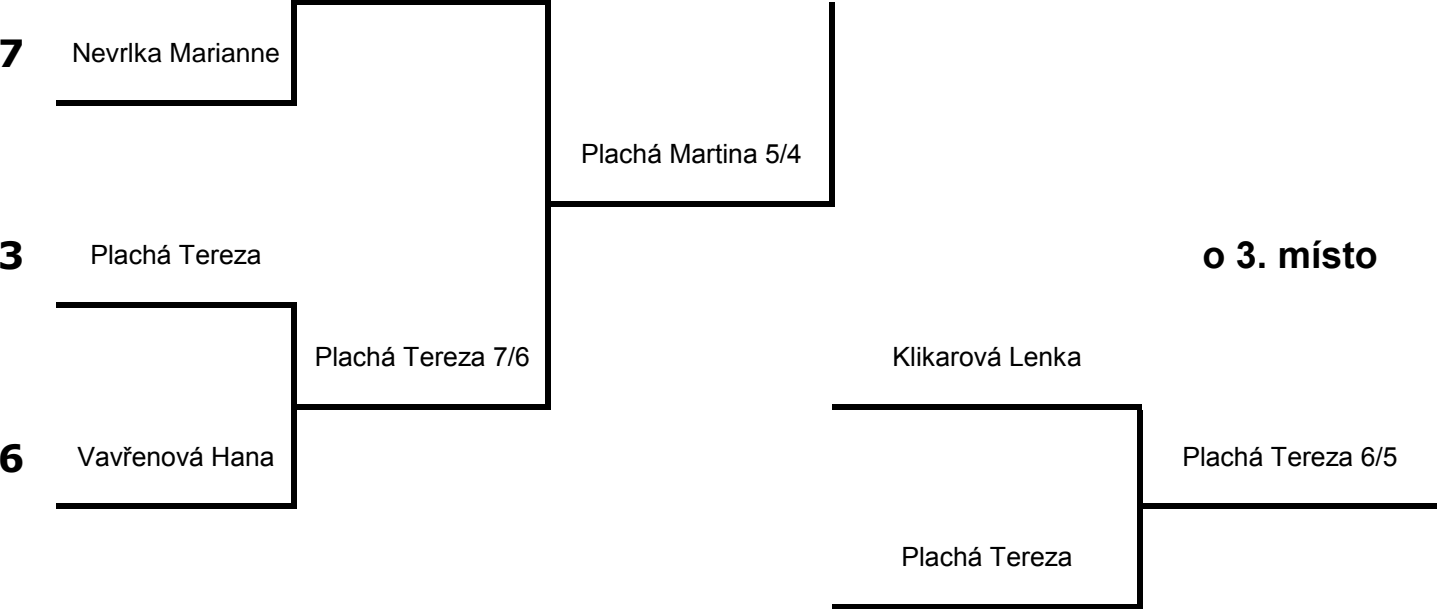 7 Nevrlka Marianne
Plachá Martina 5/4
3 Plachá Tereza
o 3. místo
Plachá Tereza 7/6
Klikarová Lenka
6 Vavřenová Hana
Plachá Tereza 6/5
Plachá Tereza